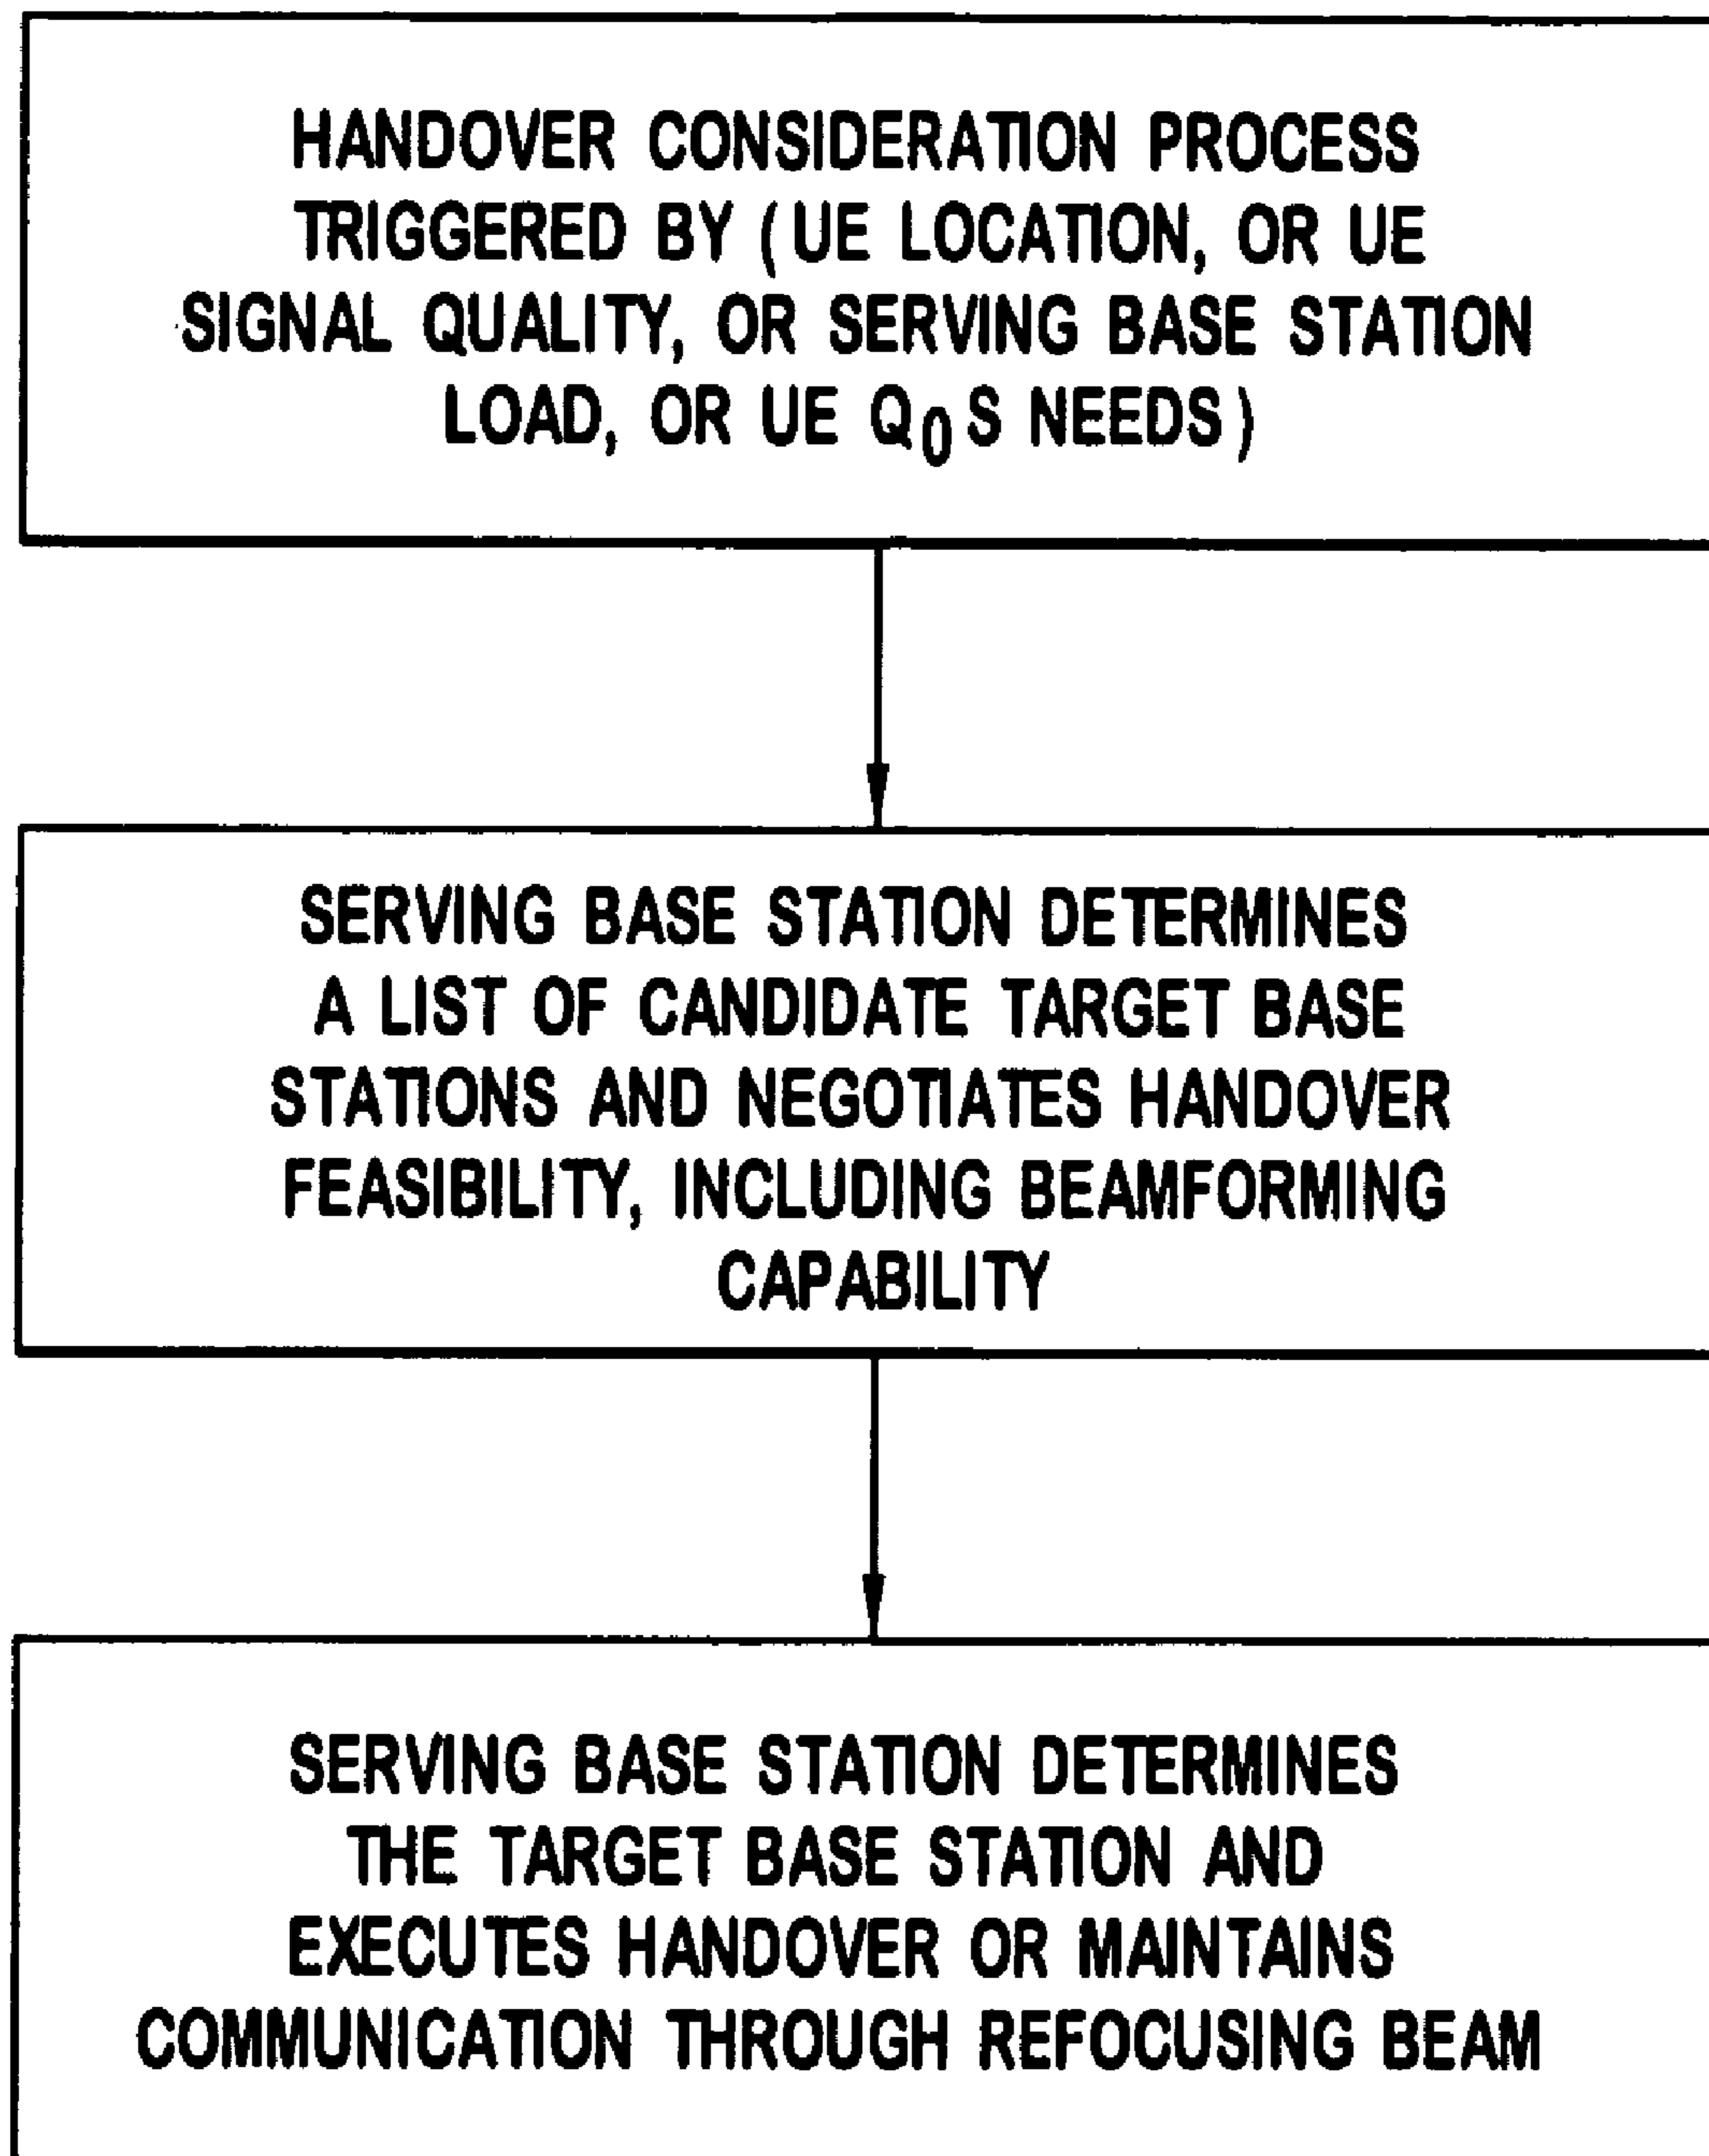 HANDOVER CONSIDERATION PROCESS
TRIGGERED BY (UE LOCATION, OR UE
SIGNAL QUALITY, OR SERVING BASE STATION
LOAD, OR UE Q0S NEEDS)
SERVING BASE STATION DETERMINES
A LIST OF CANDIDATE TARGET BASE
STATIONS AND NEGOTIATES HANDOVER
FEASIBILITY, INCLUDING BEAMFORMING
CAPABILITY
SERVING BASE STATION DETERMINES
THE TARGET BASE STATION AND
EXECUTES HANDOVER OR MAINTAINS
COMMUNICATION THROUGH REFOCUSING BEAM